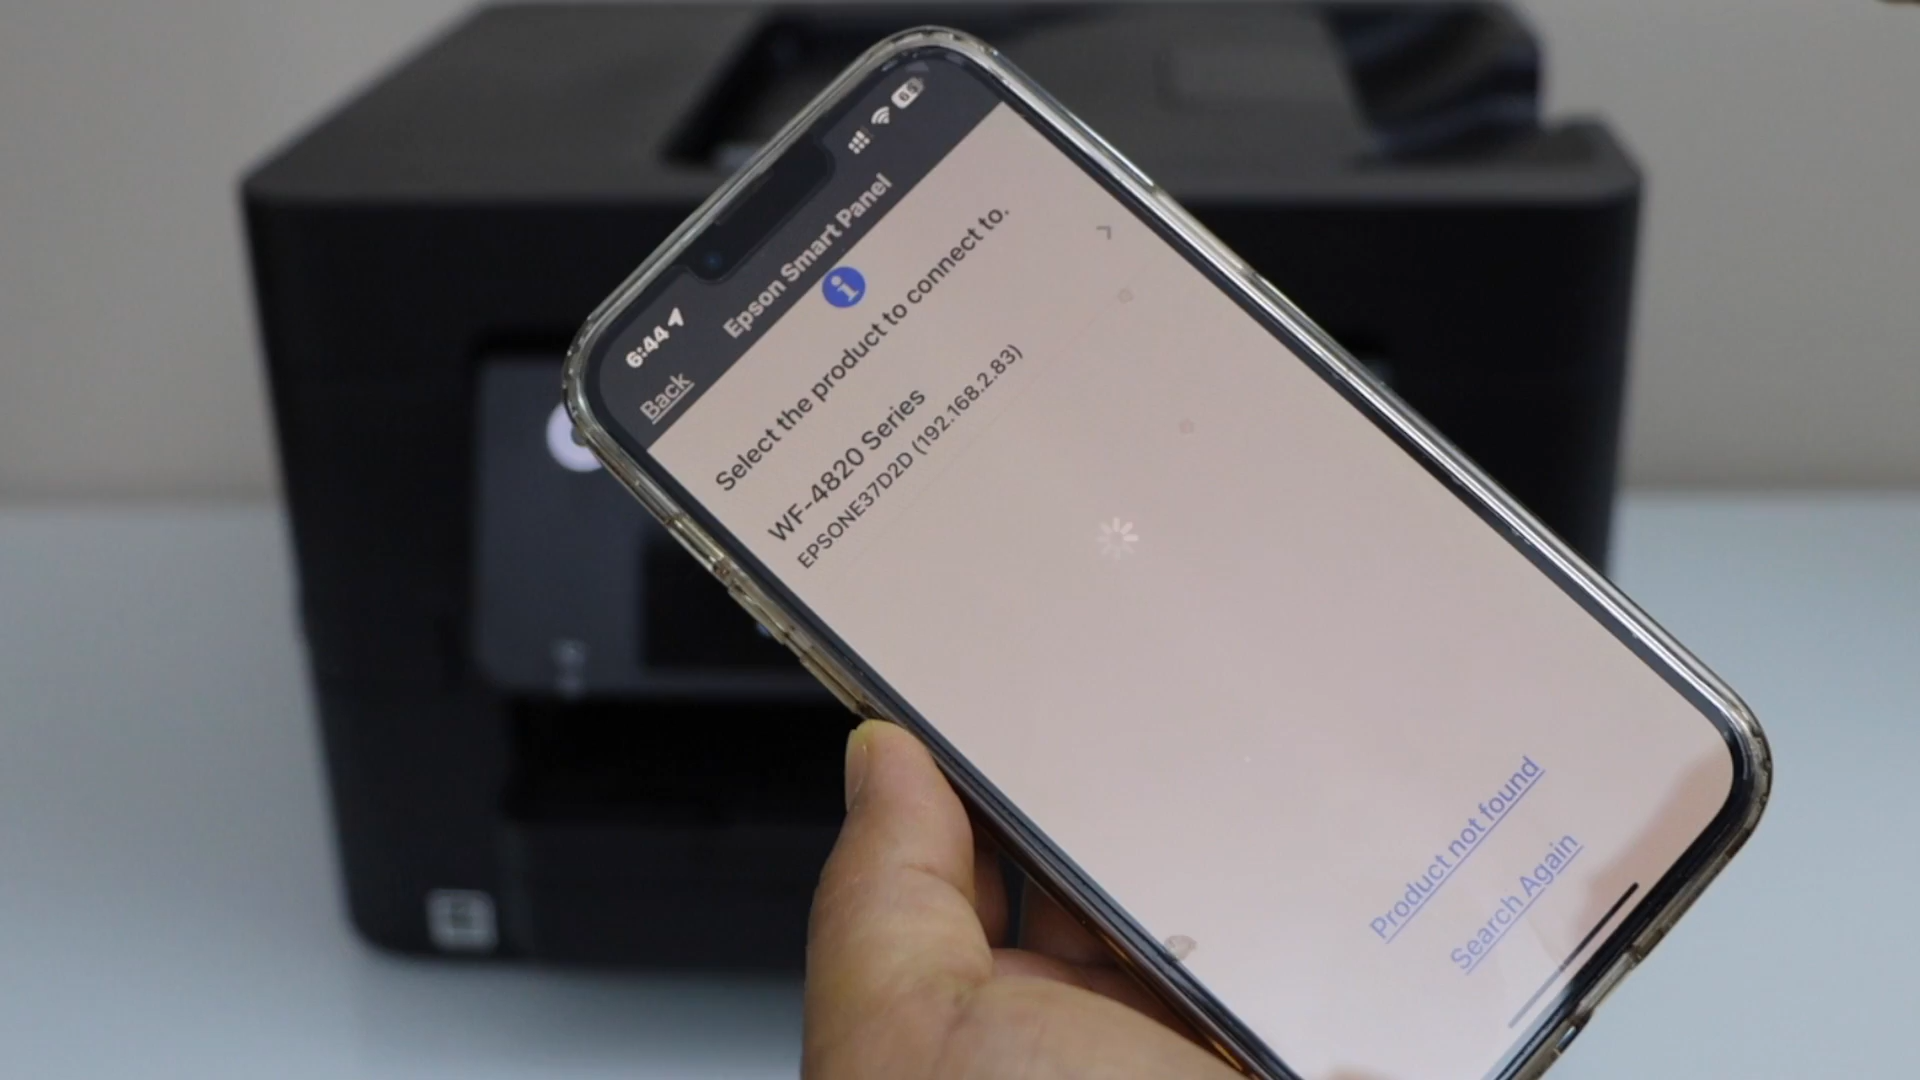 6:44
Back
Epson Smart Panel
Select the product to connect to.
WF-4820 Series
EPSONE37D2D (192.168.2.83)
Product not found
Search Again